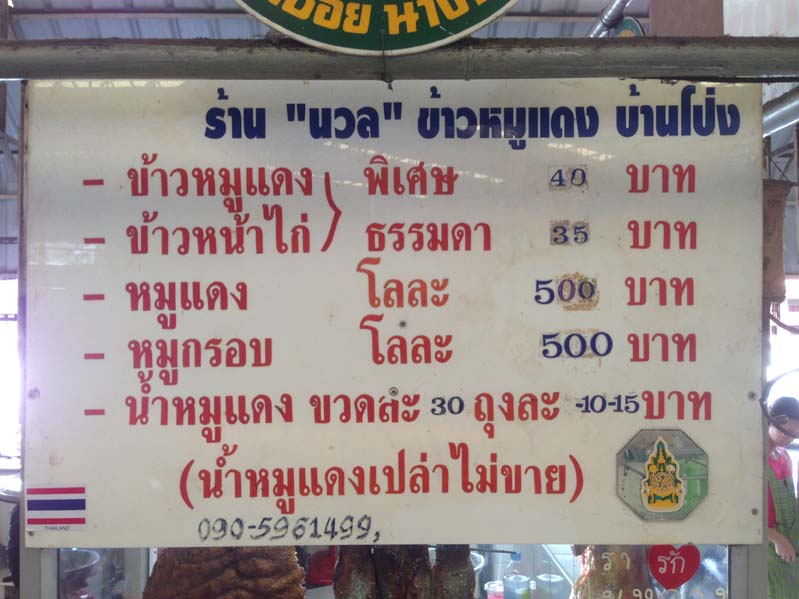 ร้าน "นวล" ข้าวหมูแดง บ้านโป่ง
- ข้าวหมูแดง } พิเศษ 40 บาท
- ข้าวหน้าไก่ } ธรรมดา 35 บาท
- หมูแดง โลละ 500 บาท
- หมูกรอบ โลละ 500 บาท
- น้ำหมูแดง ขวดละ 30 ถุงละ -10-15 บาท
(น้ำหมูแดงเปล่าไม่ขาย)
THAILAND
090-5961499,
รา รัก